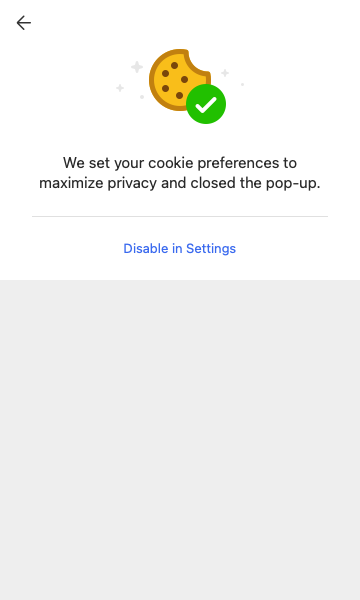 We set your cookie preferences to
maximize privacy and closed the pop-up.
Disable in Settings